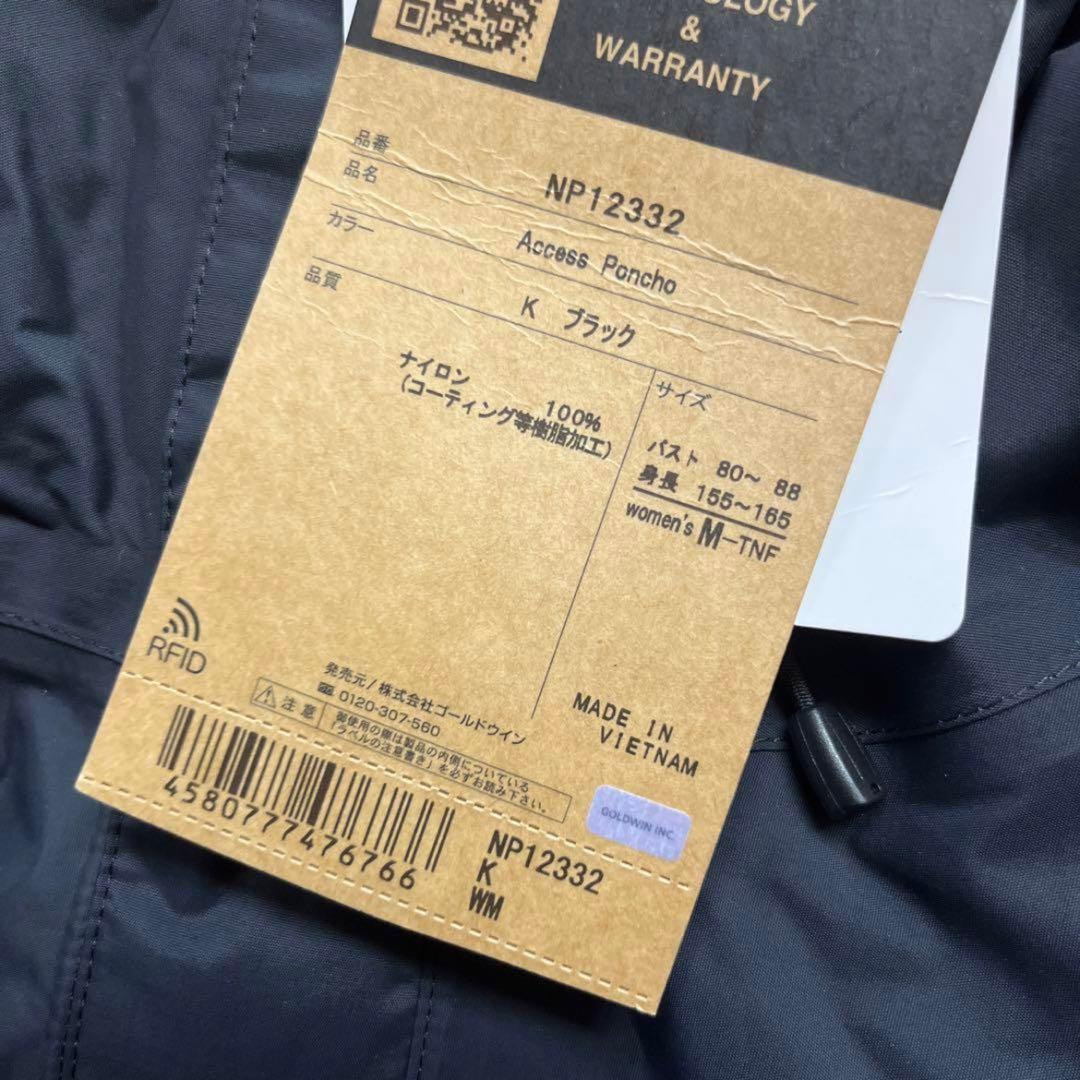 OLOGY
&
WARRANTY
品番
NP12332
品名
Access Poncho
カラー
K ブラック
品質
ナイロン 100%
(コーティング等樹脂加工)
サイズ
バスト 80~ 88
身長 155~165
women's M-TNF
RFID
発売元/株式会社ゴールドウイン
0120-307-560
注意
御使用の際は製品の内側についている
「ラベルの注意書き」を必ずお読み下さい。
MADE IN
VIETNAM
GOLDWIN INC
4580777476766
NP12332
K
WM